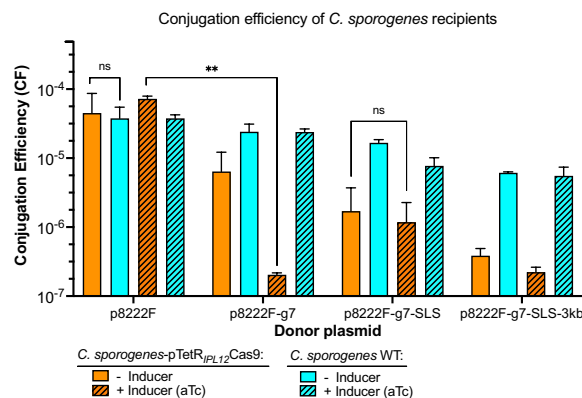 Conjugation efficiency of C. sporogenes recipients
Conjugation Efficiency (CF)
10-4
10-5
10-6
10-7
ns
**
ns
p8222F
p8222F-g7
p8222F-g7-SLS
p8222F-g7-SLS-3kb
Donor plasmid
C. sporogenes-pTetRIPL12Cas9:
- Inducer
+ Inducer (aTc)
C. sporogenes WT:
- Inducer
+ Inducer (aTc)